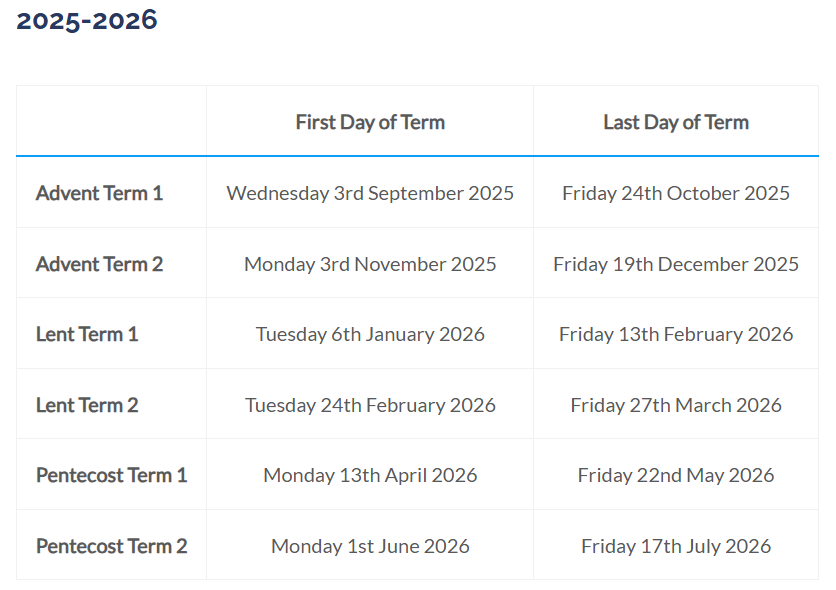 2025-2026
First Day of Term Last Day of Term
Advent Term 1 Wednesday 3rd September 2025 Friday 24th October 2025
Advent Term 2 Monday 3rd November 2025 Friday 19th December 2025
Lent Term 1 Tuesday 6th January 2026 Friday 13th February 2026
Lent Term 2 Tuesday 24th February 2026 Friday 27th March 2026
Pentecost Term 1 Monday 13th April 2026 Friday 22nd May 2026
Pentecost Term 2 Monday 1st June 2026 Friday 17th July 2026